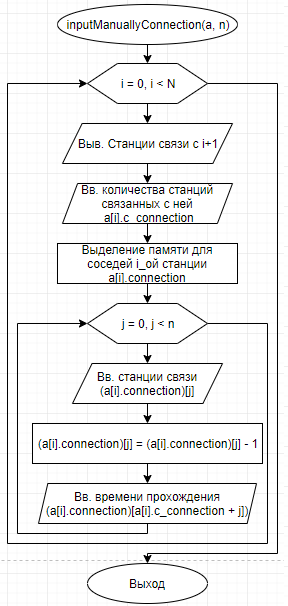 inputManuallyConnection(a, n)
i = 0, i < N
Выв. Станции связи с i+1
Вв. количества станций
связанных с ней
a[i].c_connection
Выделение памяти для
соседей i_ой станции
a[i].connection
j = 0, j < n
Вв. станции связи
(a[i].connection)[j]
(a[i].connection)[j] = (a[i].connection)[j] - 1
Вв. времени прохождения
(a[i].connection)[a[i].c_connection + j])
Выход